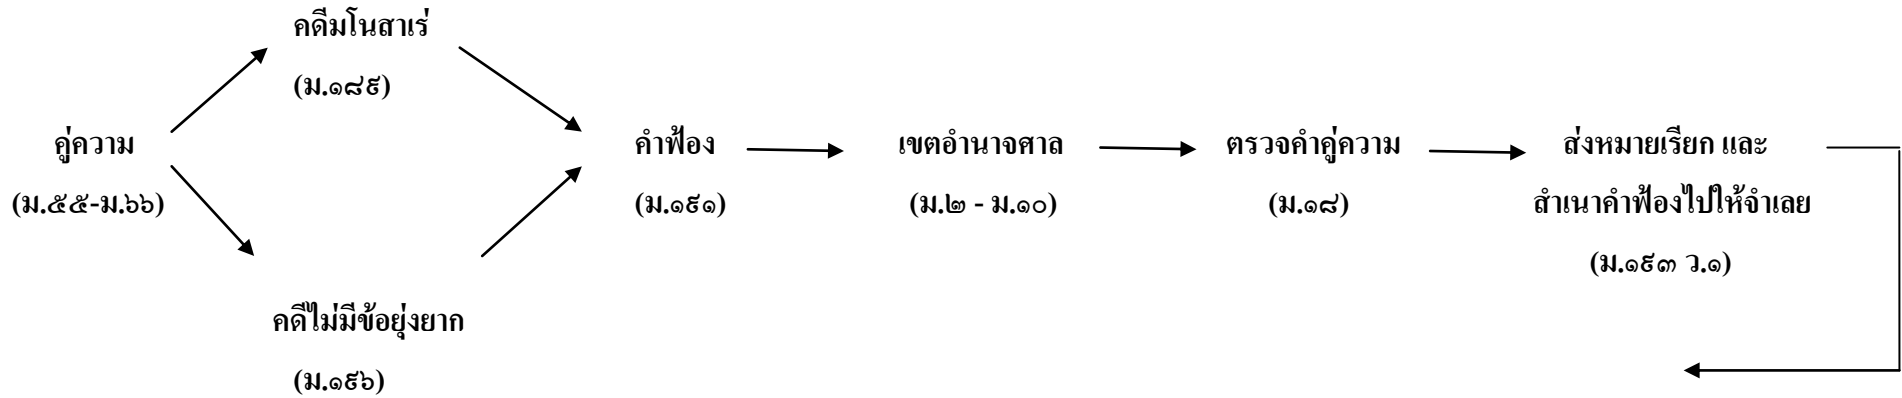 คดีมโนสาเร่
(ม.๑๘๙)
คู่ความ
(ม.๕๕-ม.๖๖)
คดีไม่มีข้อยุ่งยาก
(ม.๑๙๖)
คำฟ้อง
(ม.๑๙๑)
เขตอำนาจศาล
(ม.๒ - ม.๑๐)
ตรวจคำคู่ความ
(ม.๑๘)
ส่งหมายเรียก และ
สำเนาคำฟ้องไปให้จำเลย
(ม.๑๙๓ ว.๑)